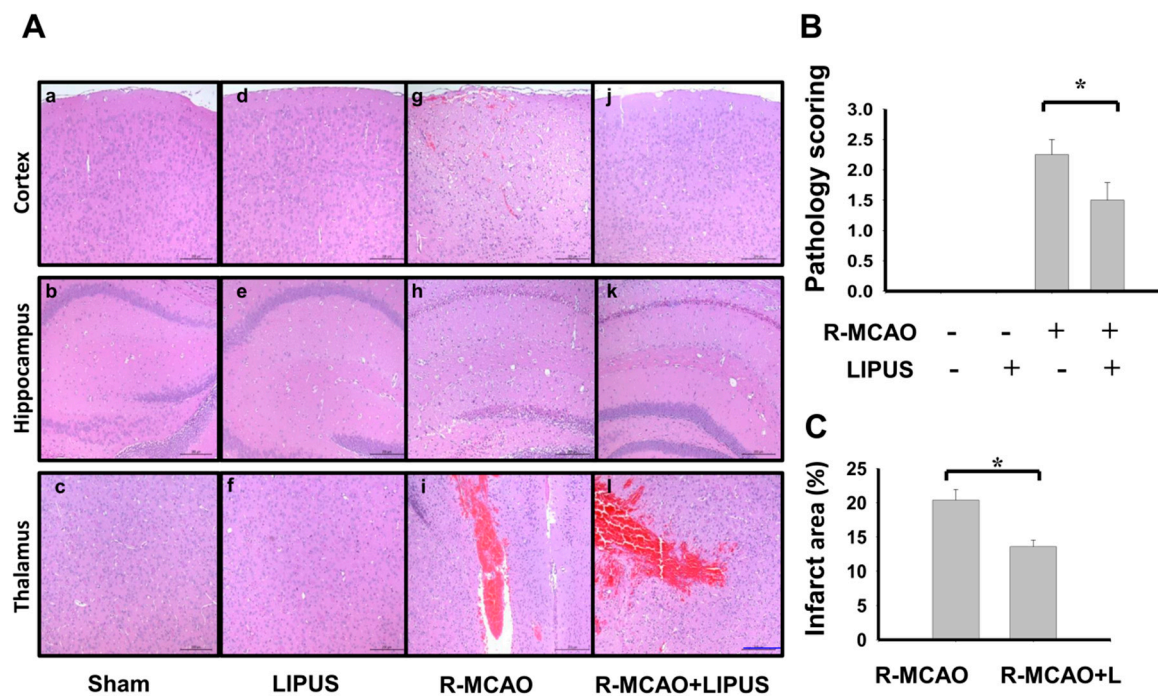 A
a
d
g
j
Cortex
b
e
h
k
Hippocampus
c
f
i
l
Thalamus
Sham
LIPUS
R-MCAO
R-MCAO+LIPUS
B
*
Pathology scoring
3.0
2.5
2.0
1.5
1.0
0.5
0.0
R-MCAO - - + +
LIPUS - + - +
C
*
Infarct area (%)
25
20
15
10
5
0
R-MCAO
R-MCAO+L